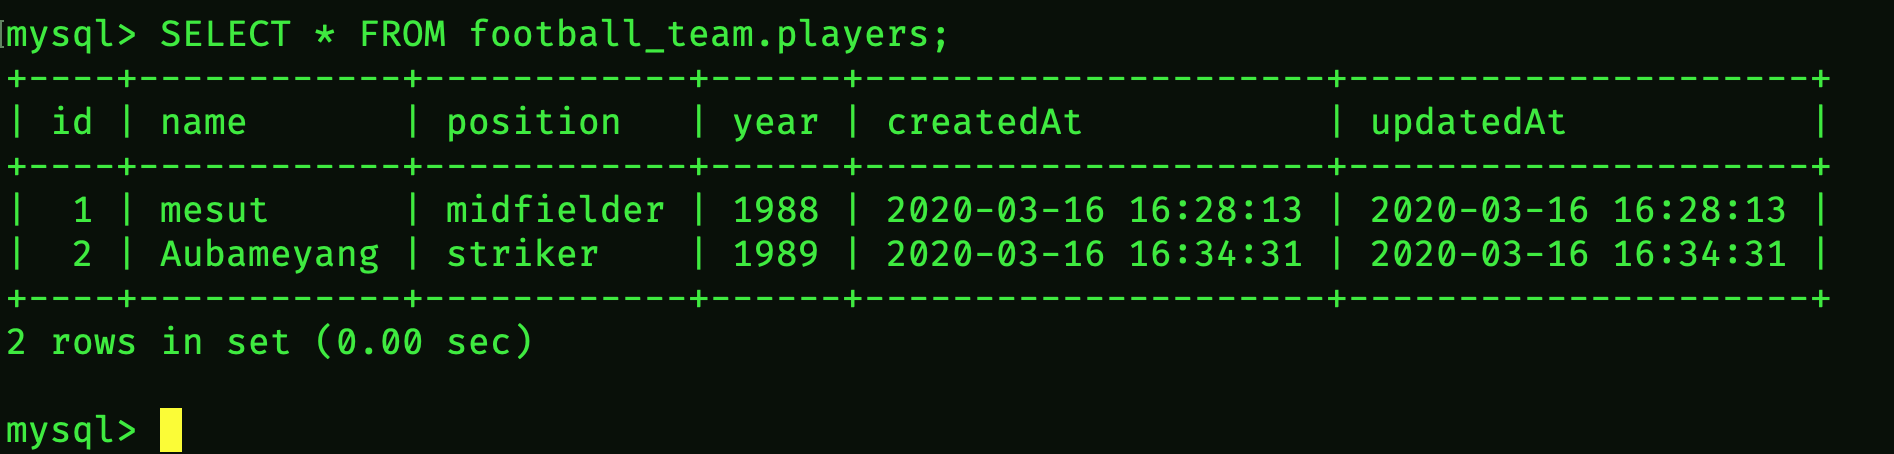 mysql> SELECT * FROM football_team.players;
+----+------------+------------+------+---------------------+---------------------+
| id | name       | position   | year | createdAt           | updatedAt           |
+----+------------+------------+------+---------------------+---------------------+
|  1 | mesut      | midfielder | 1988 | 2020-03-16 16:28:13 | 2020-03-16 16:28:13 |
|  2 | Aubameyang | striker    | 1989 | 2020-03-16 16:34:31 | 2020-03-16 16:34:31 |
+----+------------+------------+------+---------------------+---------------------+
2 rows in set (0.00 sec)
mysql>